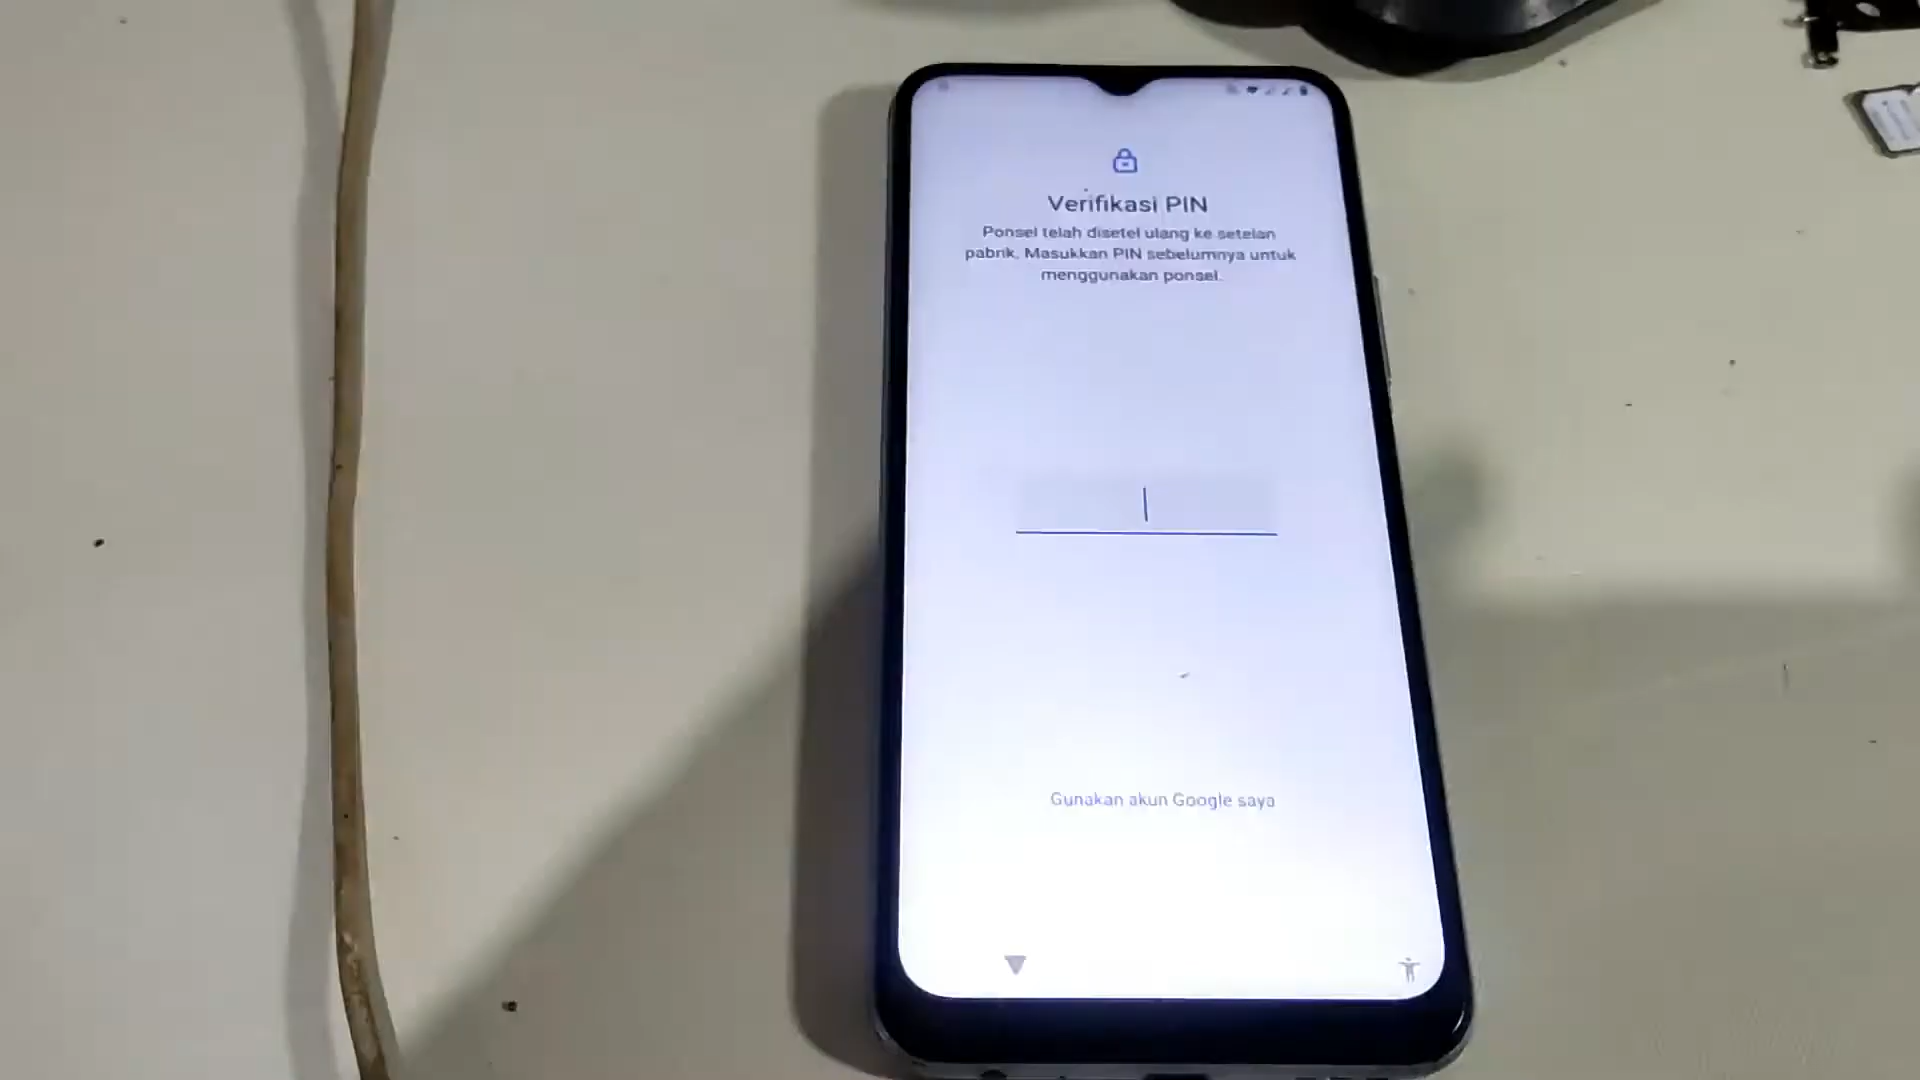 Verifikasi PIN
Ponsel telah disetel ulang ke setelan
pabrik. Masukkan PIN sebelumnya untuk
menggunakan ponsel.
Gunakan akun Google saya